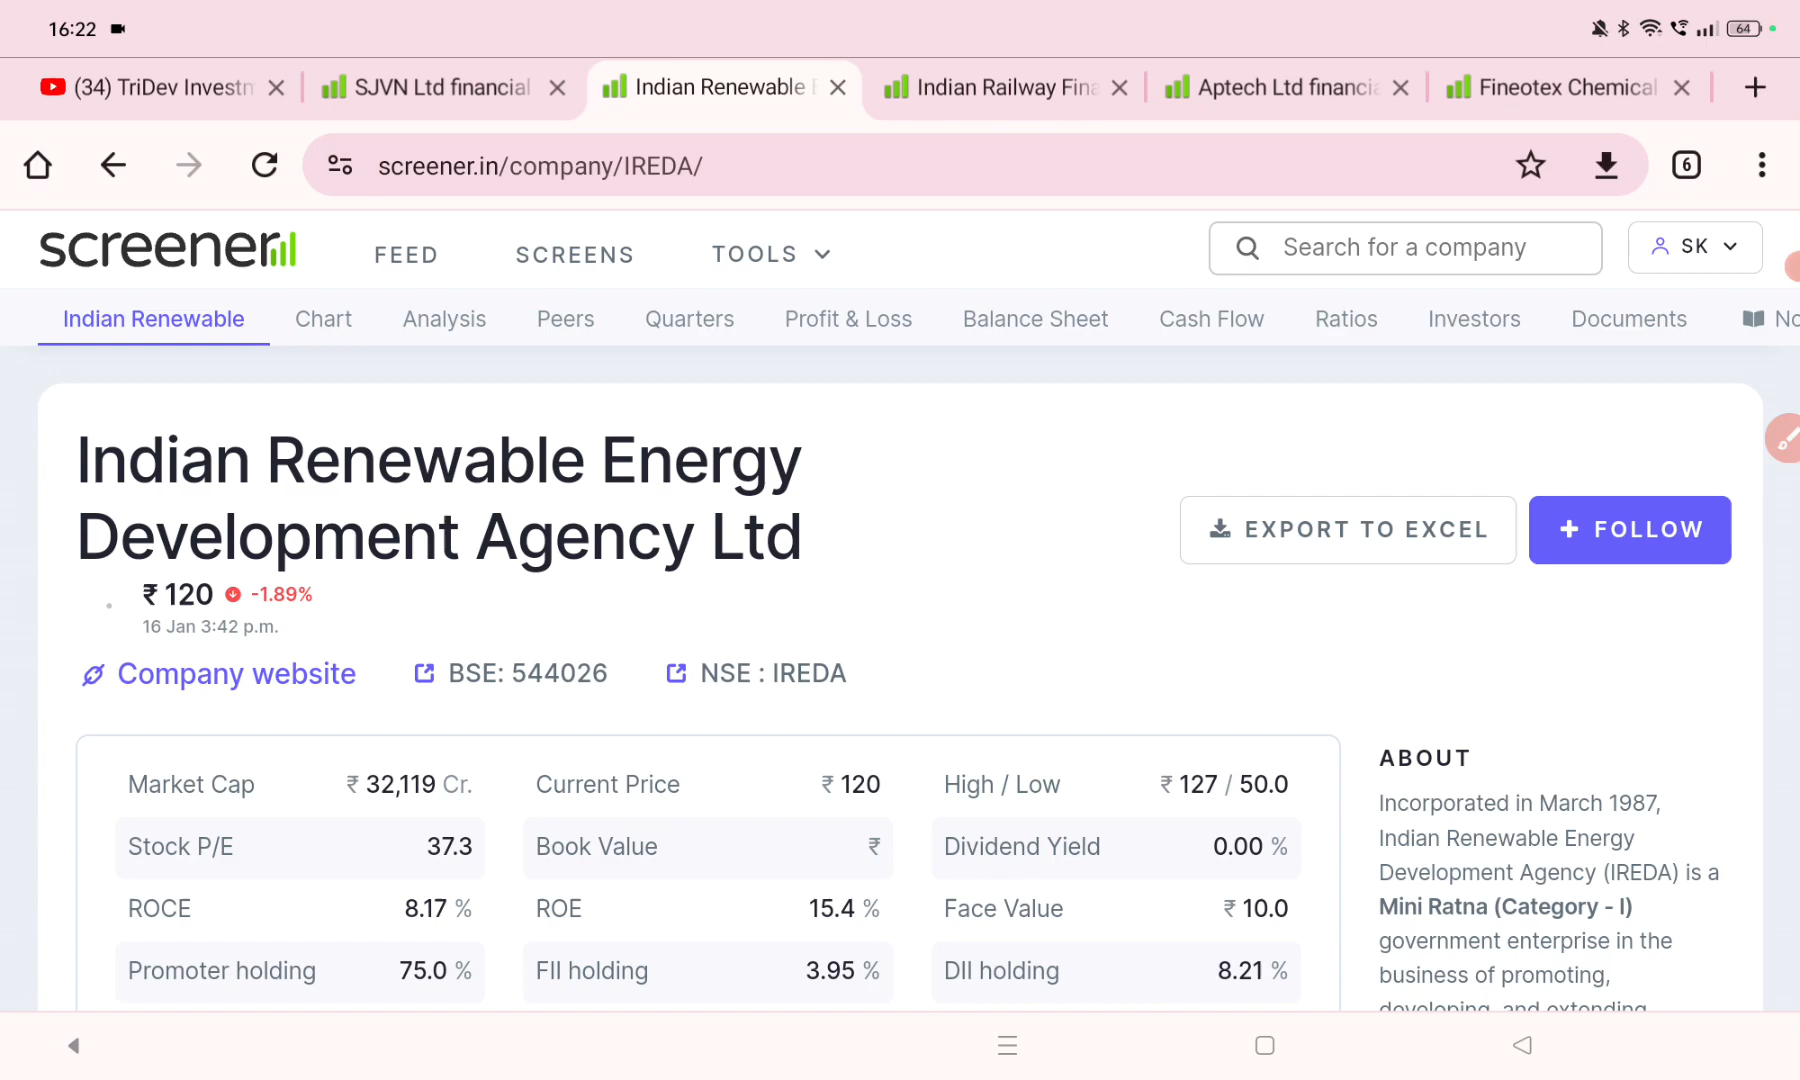 16:22
64
(34) TriDev Investm
SJVN Ltd financial
Indian Renewable E
Indian Railway Fina
Aptech Ltd financia
Fineotex Chemical
screener.in/company/IREDA/
6
screener
FEED
SCREENS
TOOLS
Search for a company
SK
Indian Renewable
Chart
Analysis
Peers
Quarters
Profit & Loss
Balance Sheet
Cash Flow
Ratios
Investors
Documents
No
Indian Renewable Energy
Development Agency Ltd
EXPORT TO EXCEL
+ FOLLOW
₹ 120 -1.89%
16 Jan 3:42 p.m.
Company website
BSE: 544026
NSE : IREDA
Market Cap ₹ 32,119 Cr.
Current Price ₹ 120
High / Low ₹ 127 / 50.0
Stock P/E 37.3
Book Value ₹
Dividend Yield 0.00 %
ROCE 8.17 %
ROE 15.4 %
Face Value ₹ 10.0
Promoter holding 75.0 %
FII holding 3.95 %
DII holding 8.21 %
ABOUT
Incorporated in March 1987,
Indian Renewable Energy
Development Agency (IREDA) is a
Mini Ratna (Category - I)
government enterprise in the
business of promoting,
developing, and extending